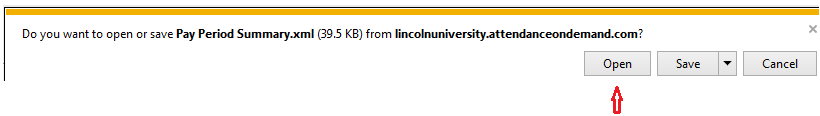 Do you want to open or save Pay Period Summary.xml (39.5 KB) from lincolnuniversity.attendanceondemand.com?
Open Save Cancel